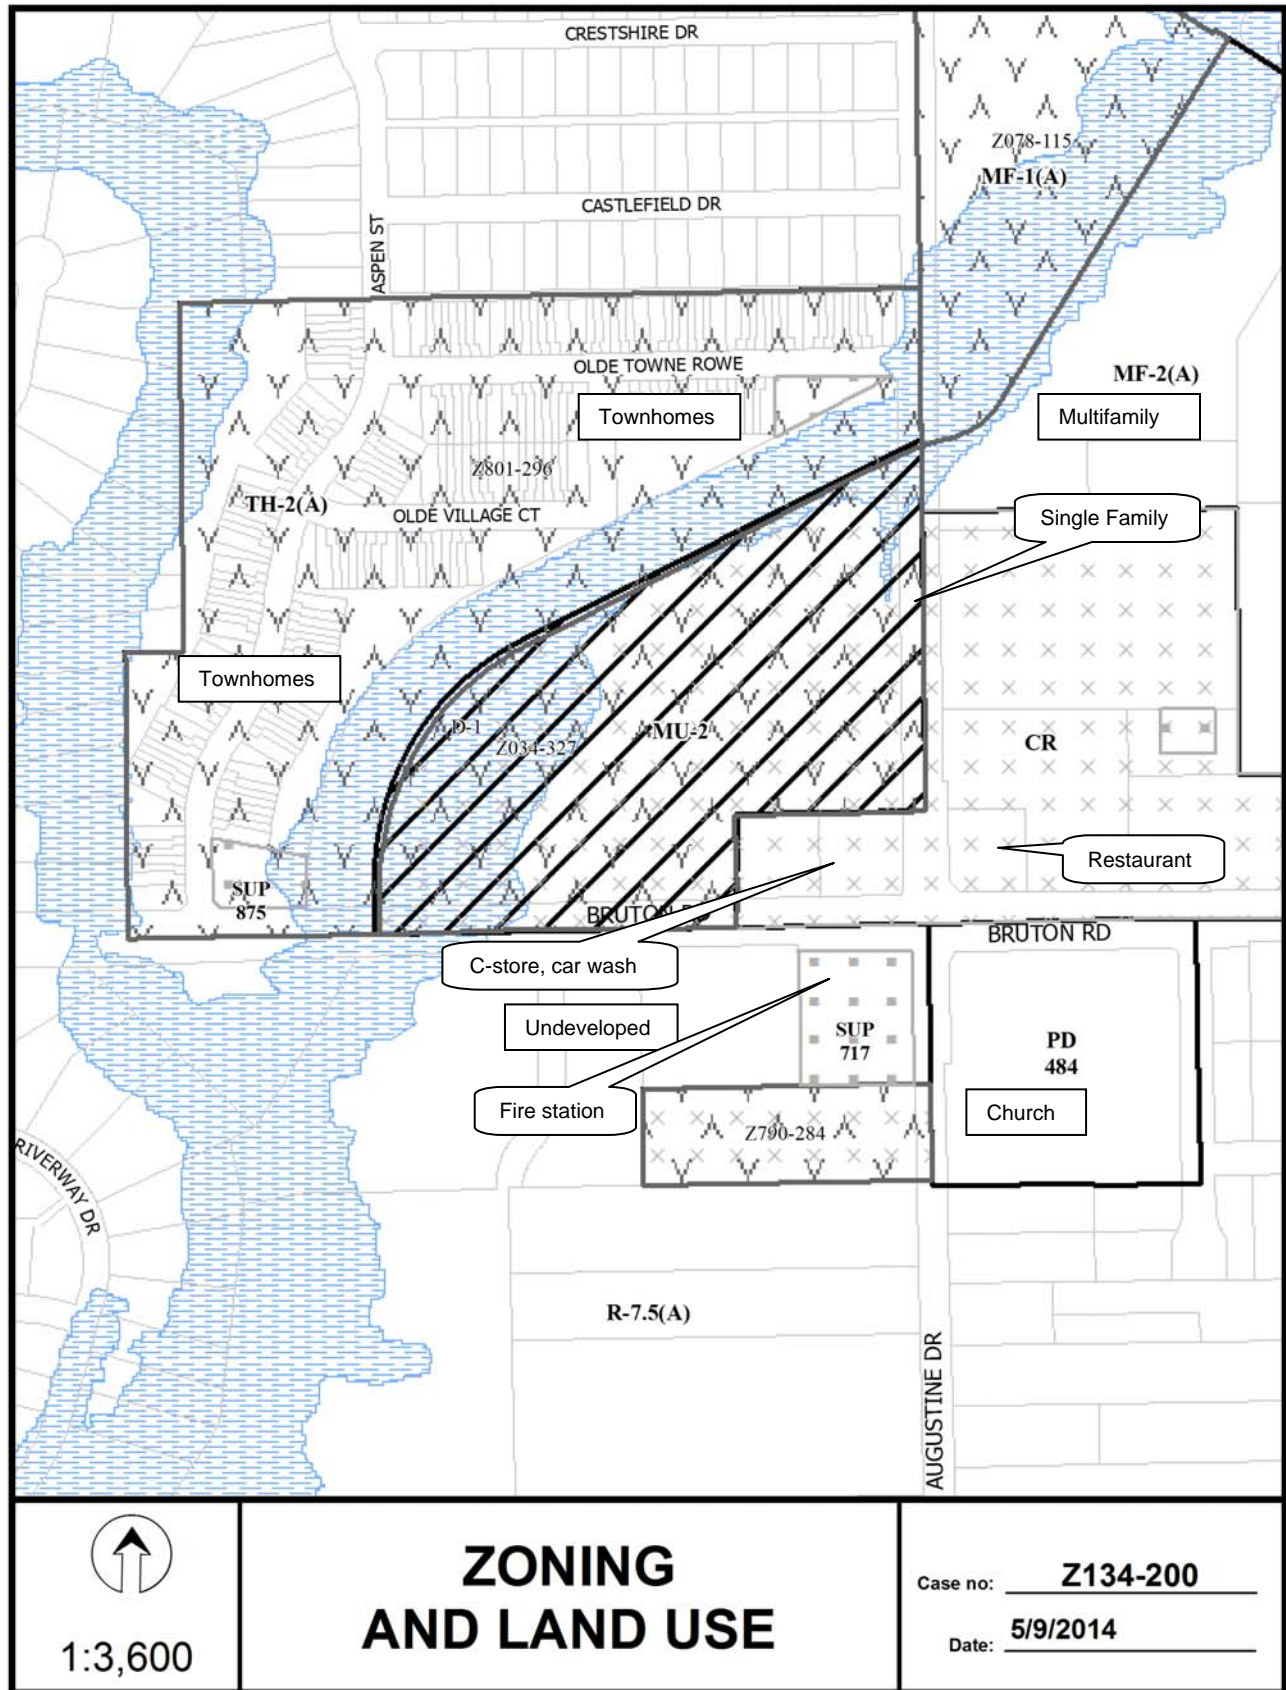 CRESTSHIRE DR
Z078-115
MF-1(A)
CASTLEFIELD DR
ASPEN ST
OLDE TOWNE ROWE
MF-2(A)
Townhomes
Multifamily
Z801-296
TH-2(A)
OLDE VILLAGE CT
Single Family
Townhomes
D-1
Z034-327
MU-2
CR
Restaurant
SUP
875
BRUTON RD
BRUTON RD
C-store, car wash
Undeveloped
SUP
717
PD
484
Fire station
Church
Z790-284
RIVERWAY DR
R-7.5(A)
AUGUSTINE DR
1:3,600
ZONING
AND LAND USE
Case no: Z134-200
Date: 5/9/2014